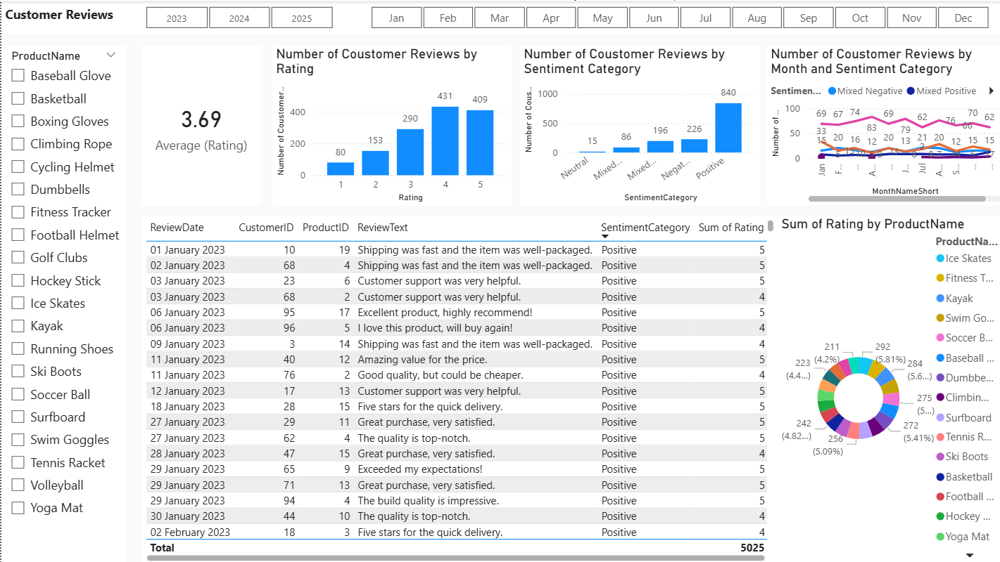 Customer Reviews
2023 2024 2025
Jan Feb Mar Apr May Jun Jul Aug Sep Oct Nov Dec
ProductName
Baseball Glove
Basketball
Boxing Gloves
Climbing Rope
Cycling Helmet
Dumbbells
Fitness Tracker
Football Helmet
Golf Clubs
Hockey Stick
Ice Skates
Kayak
Running Shoes
Ski Boots
Soccer Ball
Surfboard
Swim Goggles
Tennis Racket
Volleyball
Yoga Mat
3.69
Average (Rating)
Number of Coustomer Reviews by
Rating
Number of Coustomer...
400
200
0
80 153 290 431 409
1 2 3 4 5
Rating
Number of Coustomer Reviews by
Sentiment Category
Number of Cous...
1000
500
0
15 86 196 226 840
Neutral Mixed... Mixed... Negat... Positive
SentimentCategory
Number of Coustomer Reviews by
Month and Sentiment Category
Sentimen... Mixed Negative Mixed Positive
Number of ...
100
50
0
69 67 74 83 69 79 62 76 66 70 62
33
15 20 16 12 20 13 21 20 12 15 15
Jan F... A... ... J... Jul A... S... ... ...
MonthNameShort
ReviewDate CustomerID ProductID ReviewText SentimentCategory Sum of Rating
01 January 2023 10 19 Shipping was fast and the item was well-packaged. Positive 5
02 January 2023 68 4 Shipping was fast and the item was well-packaged. Positive 5
03 January 2023 23 6 Customer support was very helpful. Positive 5
03 January 2023 68 2 Customer support was very helpful. Positive 4
06 January 2023 95 17 Excellent product, highly recommend! Positive 5
06 January 2023 96 5 I love this product, will buy again! Positive 4
09 January 2023 3 14 Shipping was fast and the item was well-packaged. Positive 4
11 January 2023 40 12 Amazing value for the price. Positive 5
11 January 2023 76 2 Good quality, but could be cheaper. Positive 4
12 January 2023 17 13 Customer support was very helpful. Positive 5
18 January 2023 28 15 Five stars for the quick delivery. Positive 5
27 January 2023 29 11 Great purchase, very satisfied. Positive 5
27 January 2023 62 4 The quality is top-notch. Positive 5
28 January 2023 47 15 Great purchase, very satisfied. Positive 4
29 January 2023 65 9 Exceeded my expectations! Positive 5
29 January 2023 71 13 Great purchase, very satisfied. Positive 5
29 January 2023 94 4 The build quality is impressive. Positive 5
30 January 2023 44 10 The quality is top-notch. Positive 4
02 February 2023 18 3 Five stars for the quick delivery. Positive 4
Total 5025
Sum of Rating by ProductName
292
(5.81%)
284
(5.6...)
275
(5...)
272
(5.41%)
256
(5.09%)
242
(4.82...)
223
(4.4...)
211
(4.2%)
ProductNa...
Ice Skates
Fitness T...
Kayak
Swim Go...
Soccer B...
Baseball ...
Dumbbe...
Climbin...
Surfboard
Tennis R...
Ski Boots
Basketball
Football ...
Hockey ...
Yoga Mat